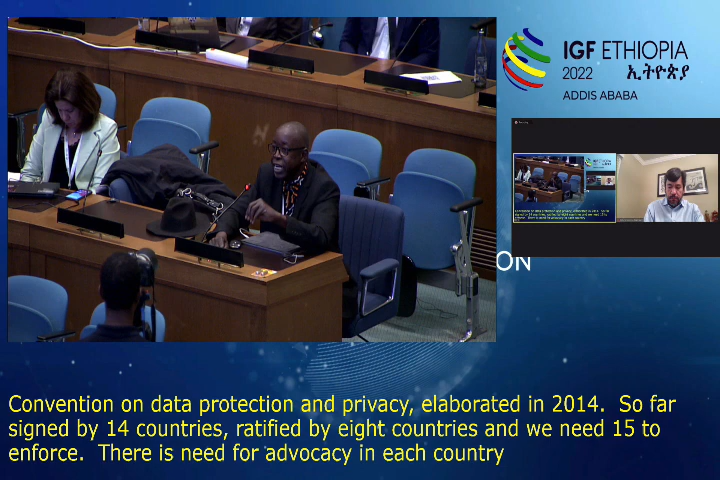 IGF ETHIOPIA
2022 ኢትዮጵያ
ADDIS ABABA
ON
Convention on data protection and privacy, elaborated in 2014.  So far
signed by 14 countries, ratified by eight countries and we need 15 to
enforce.  There is need for advocacy in each country